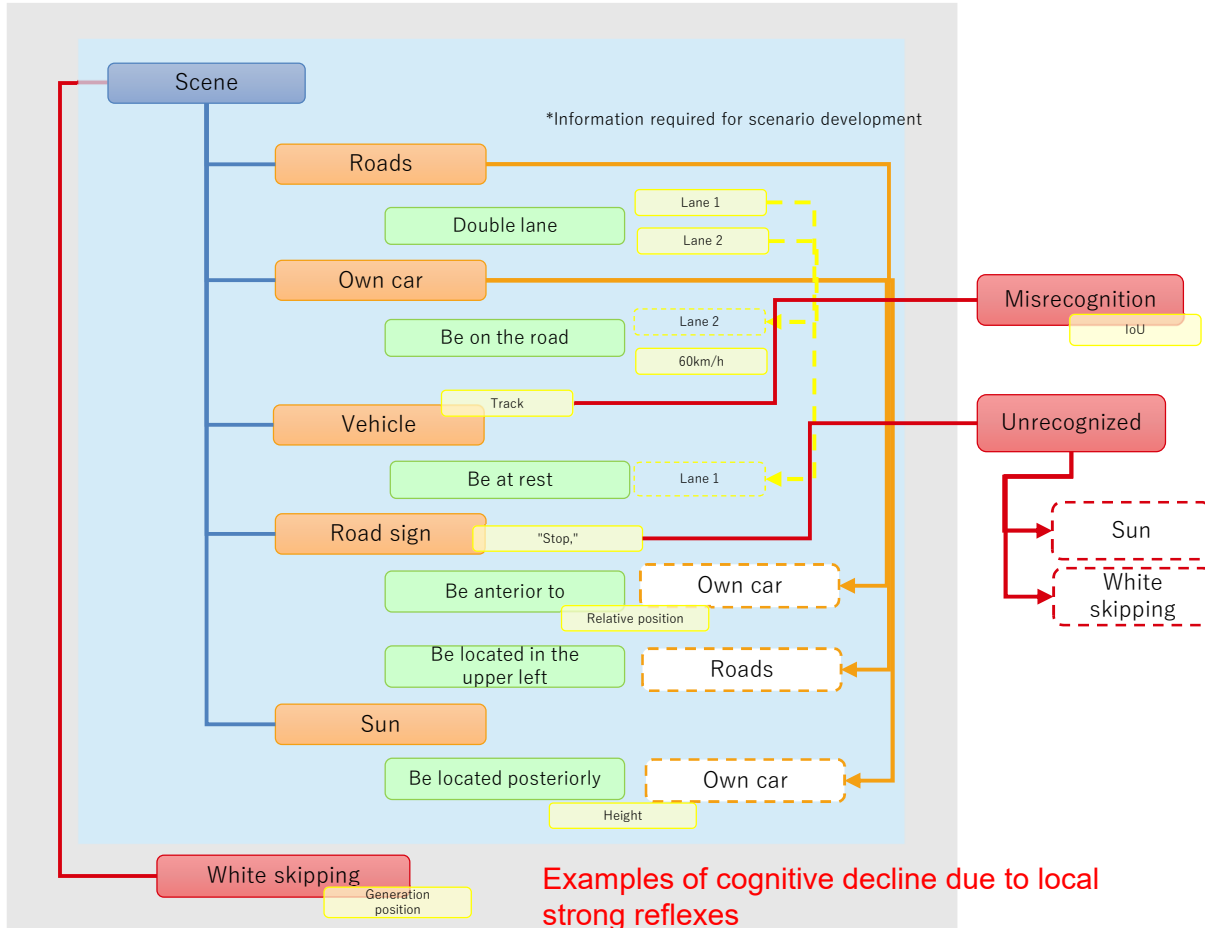 Scene
*Information required for scenario development
Roads
Lane 1
Double lane
Lane 2
Own car
Misrecognition
IoU
Lane 2
Be on the road
60km/h
Track
Vehicle
Unrecognized
Be at rest
Lane 1
Road sign
"Stop,"
Sun
Be anterior to
Own car
White
skipping
Relative position
Be located in the
upper left
Roads
Sun
Be located posteriorly
Own car
Height
White skipping
Generation
position
Examples of cognitive decline due to local
strong reflexes